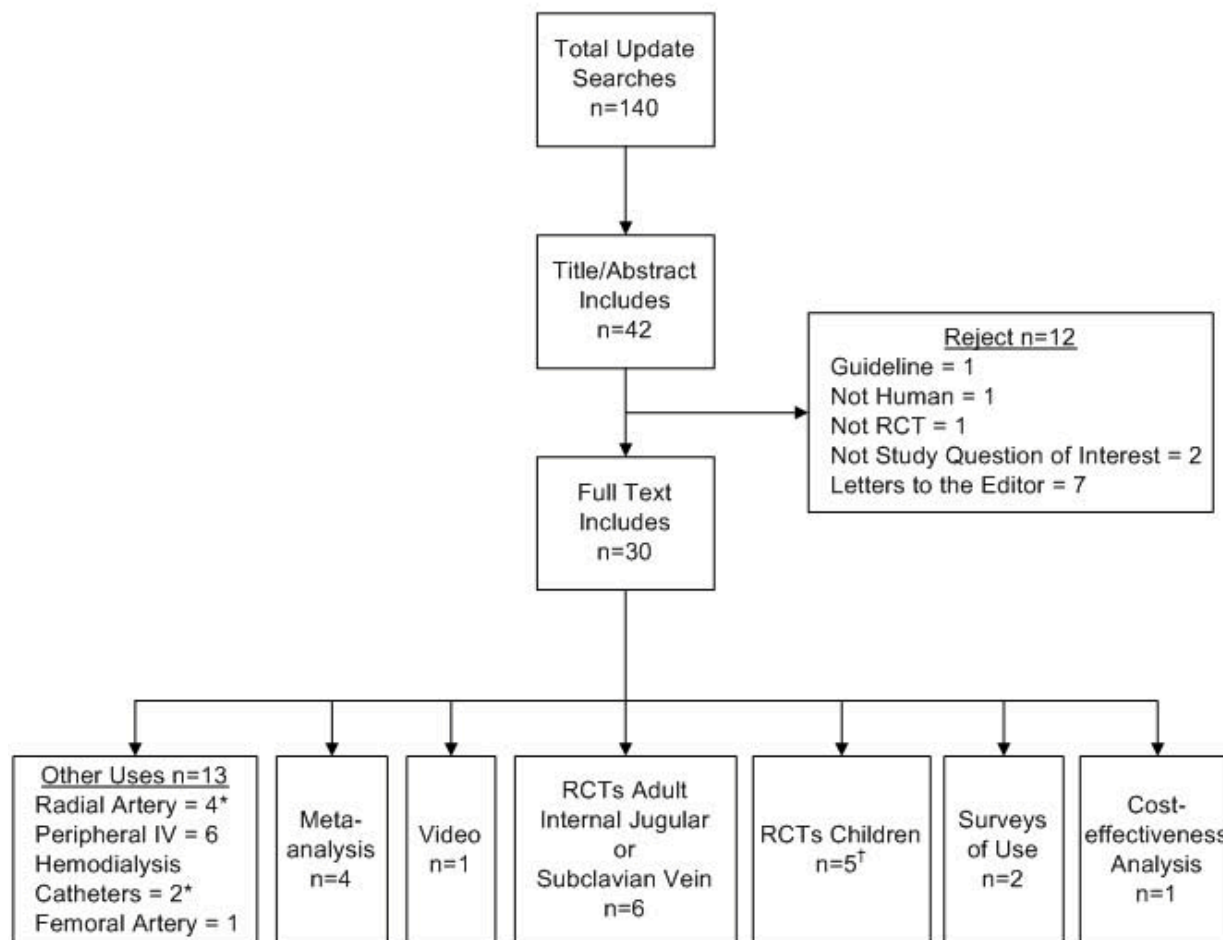 Total Update
Searches
n=140
Title/Abstract
Includes
n=42
Reject n=12
Guideline = 1
Not Human = 1
Not RCT = 1
Not Study Question of Interest = 2
Letters to the Editor = 7
Full Text
Includes
n=30
Other Uses n=13
Radial Artery = 4*
Peripheral IV = 6
Hemodialysis
Catheters = 2*
Femoral Artery = 1
Meta-
analysis
n=4
Video
n=1
RCTs Adult
Internal Jugular
or
Subclavian Vein
n=6
RCTs Children
n=5†
Surveys
of Use
n=2
Cost-
effectiveness
Analysis
n=1